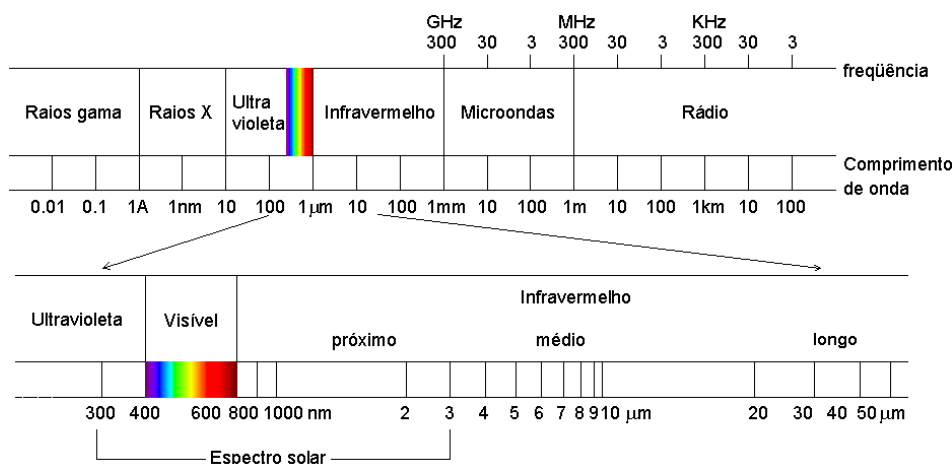 GHz MHz KHz
300 30 3 300 30 3 300 30 3
freqüência
Raios gama Raios X Ultra violeta Infravermelho Microondas Rádio
Comprimento de onda
0.01 0.1 1A 1nm 10 100 1µm 10 100 1mm 10 100 1m 10 100 1km 10 100
Infravermelho
Ultravioleta Visível
próximo médio longo
300 400 600 800 1000 nm 2 3 4 5 6 7 8 9 10 µm 20 30 40 50 µm
Espectro solar